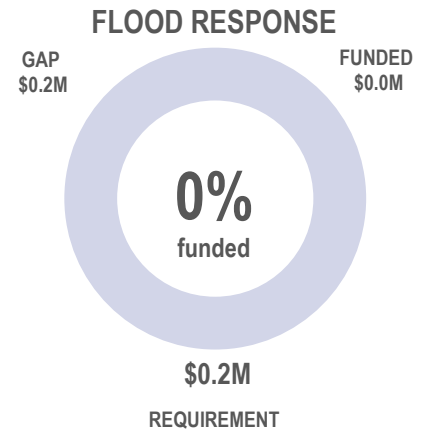 FLOOD RESPONSE
GAP
$0.2M
FUNDED
$0.0M
0%
funded
$0.2M
REQUIREMENT